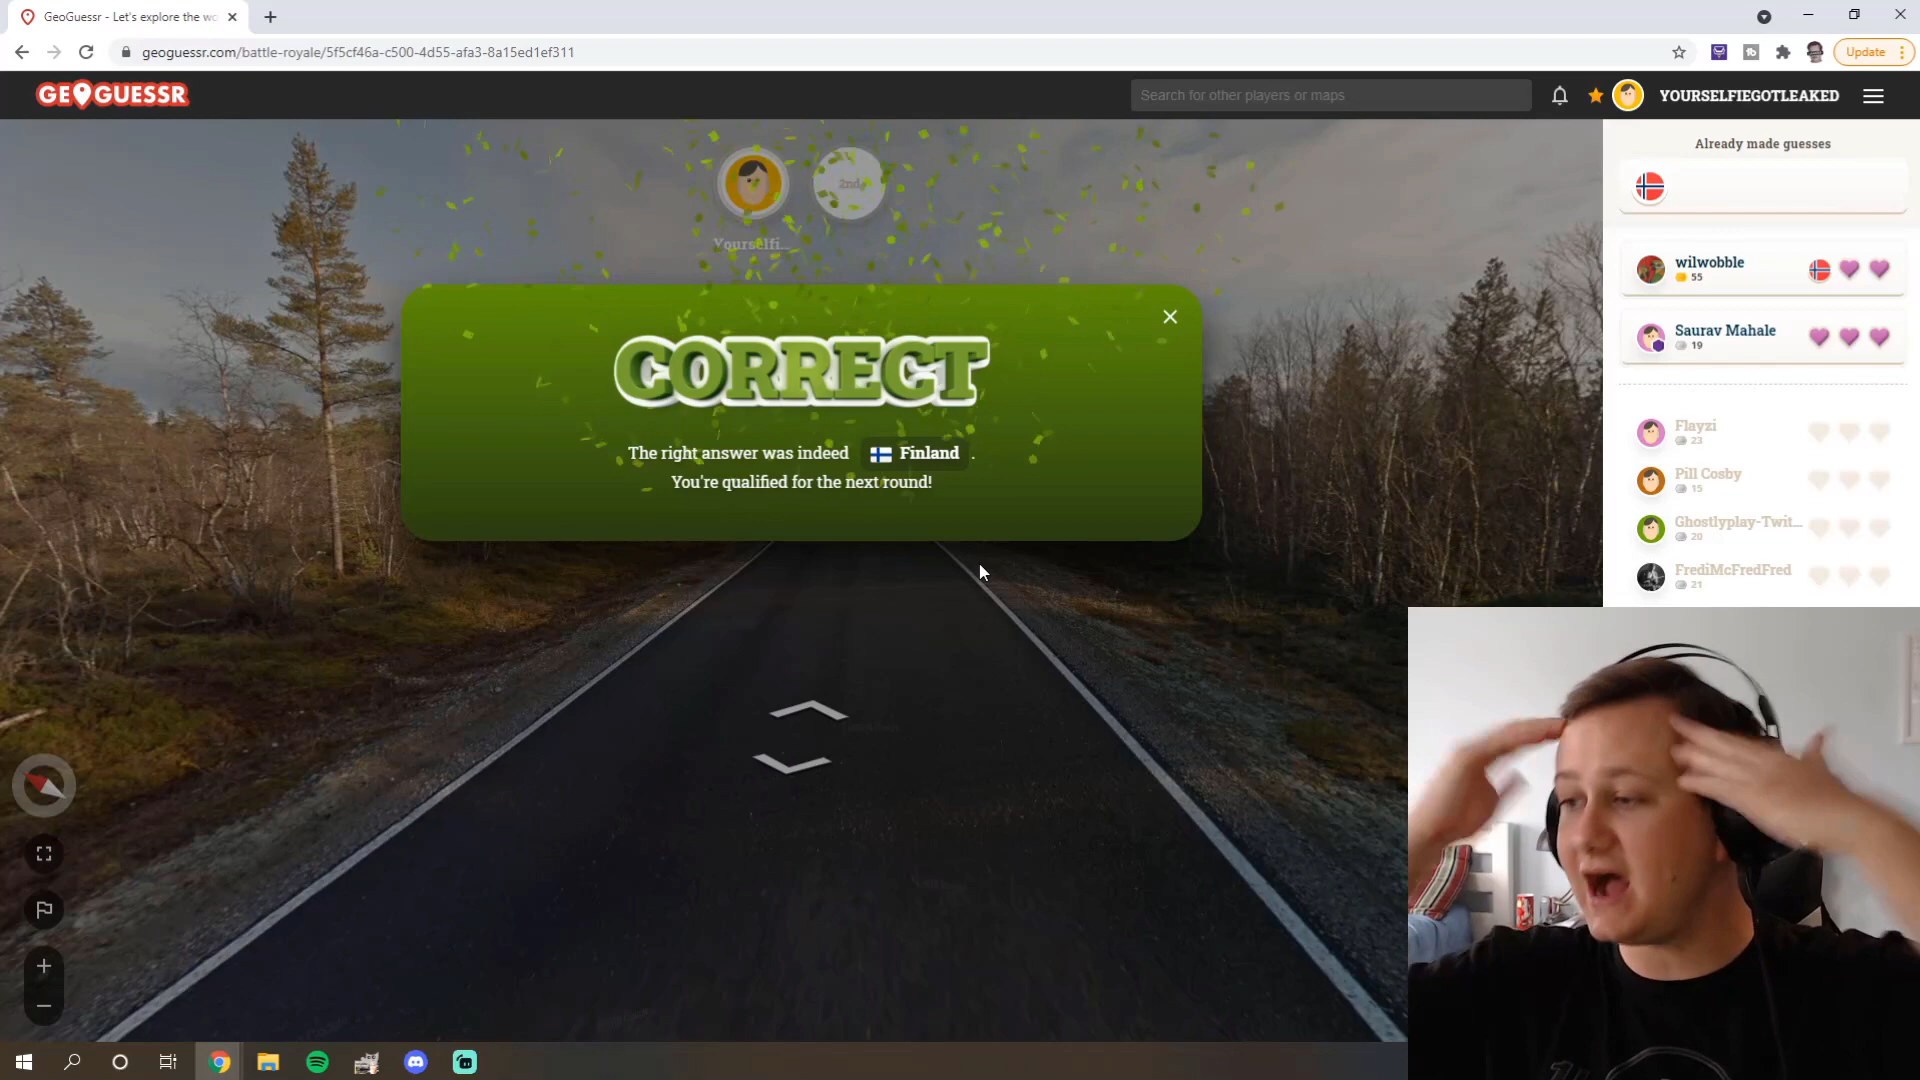 GeoGuessr - Let's explore the wo
geoguessr.com/battle-royale/5f5cf46a-c500-4d55-afa3-8a15ed1ef311
Update
GEOGUESSR
Search for other players or maps
YOURSELFIEGOTLEAKED
Already made guesses
2nd
Yourselfi...
wilwobble
55
CORRECT
Saurav Mahale
19
The right answer was indeed Finland .
You're qualified for the next round!
Flayzi
23
Pill Cosby
15
Ghostlyplay-Twit...
20
FrediMcFredFred
21